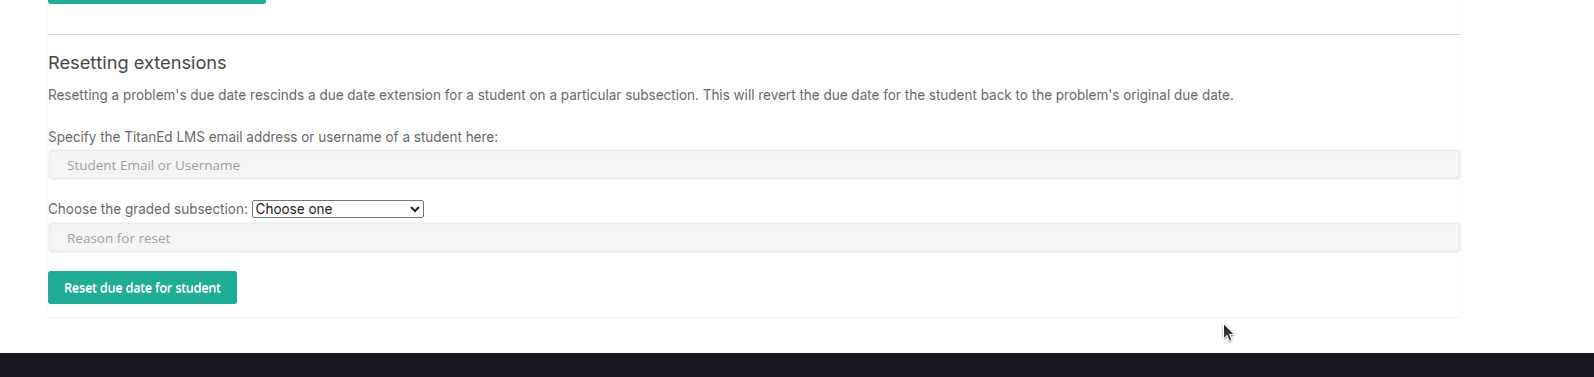 Resetting extensions
Resetting a problem's due date rescinds a due date extension for a student on a particular subsection. This will revert the due date for the student back to the problem's original due date.
Specify the TitanEd LMS email address or username of a student here:
Student Email or Username
Choose the graded subsection: Choose one
Reason for reset
Reset due date for student